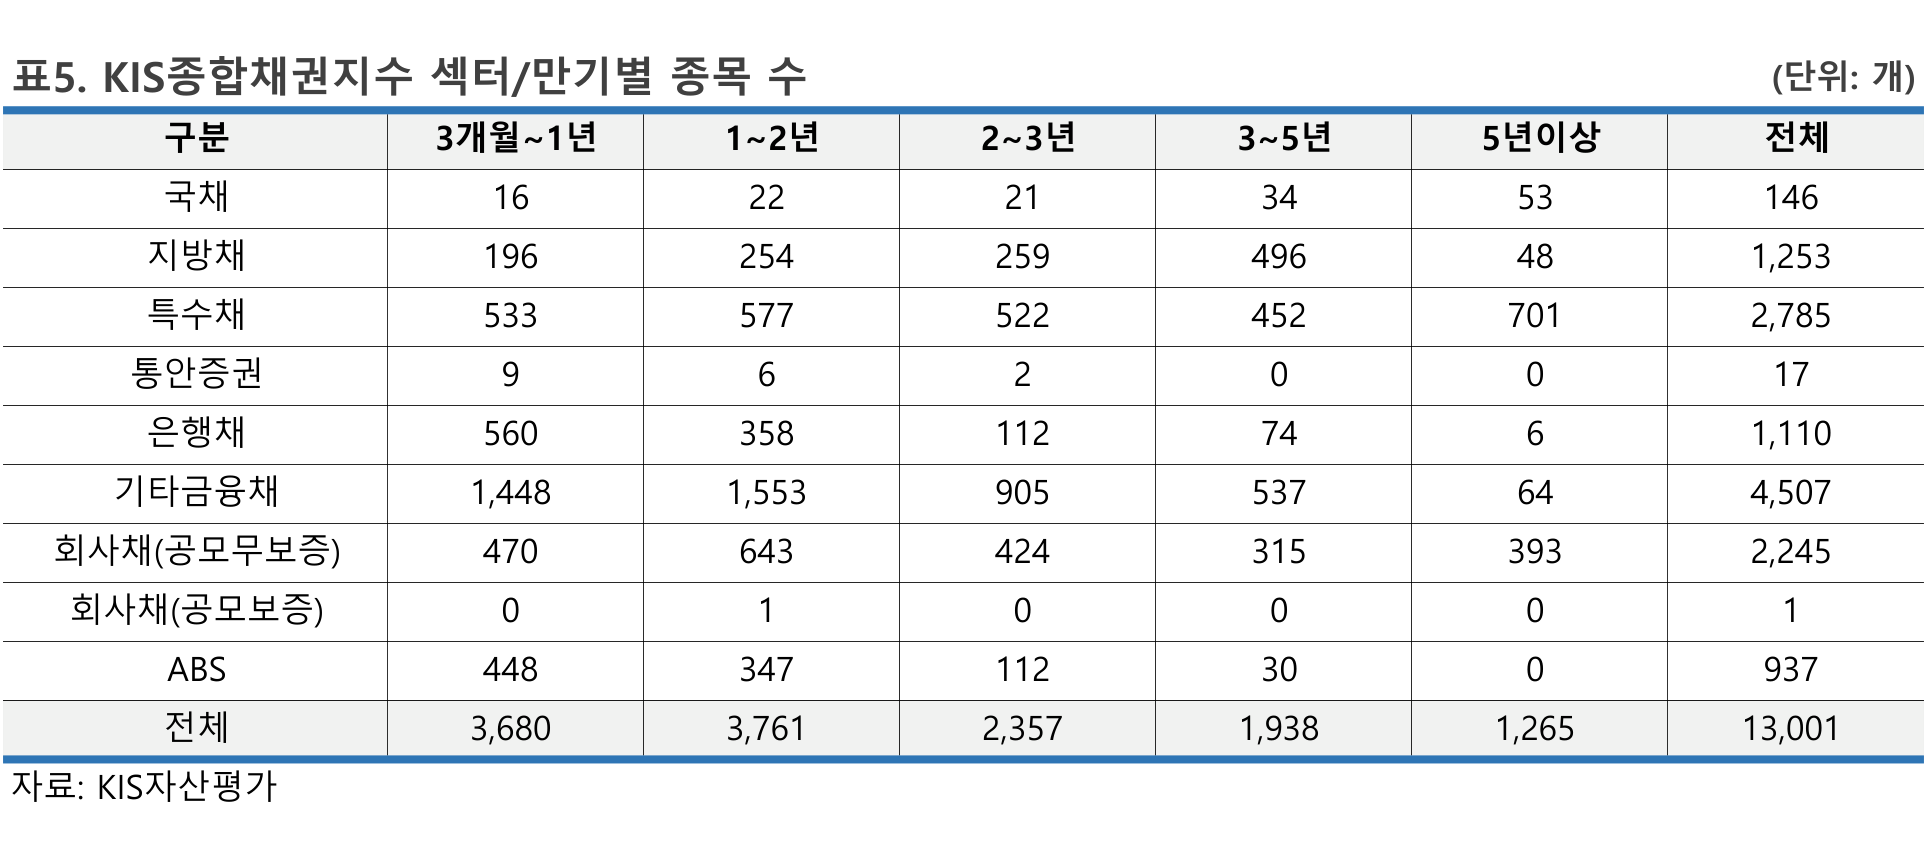 표5. KIS종합채권지수 섹터/만기별 종목 수 (단위: 개)
구분 3개월~1년 1~2년 2~3년 3~5년 5년이상 전체
국채 16 22 21 34 53 146
지방채 196 254 259 496 48 1,253
특수채 533 577 522 452 701 2,785
통안증권 9 6 2 0 0 17
은행채 560 358 112 74 6 1,110
기타금융채 1,448 1,553 905 537 64 4,507
회사채(공모무보증) 470 643 424 315 393 2,245
회사채(공모보증) 0 1 0 0 0 1
ABS 448 347 112 30 0 937
전체 3,680 3,761 2,357 1,938 1,265 13,001
자료: KIS자산평가